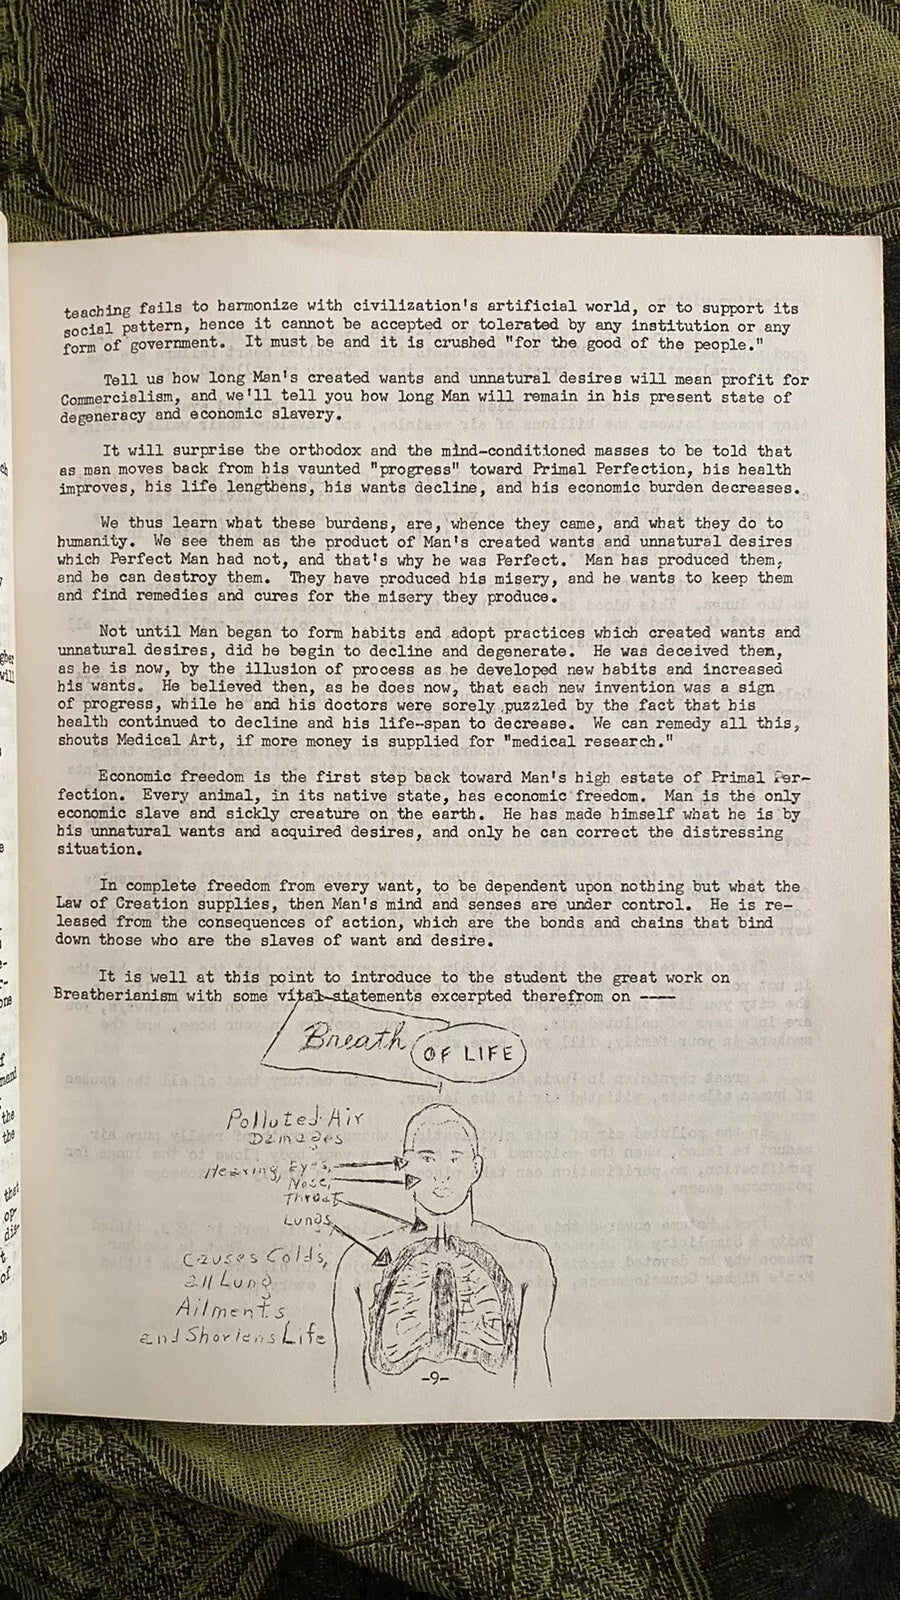 teaching fails to harmonize with civilization's artificial world, or to support its
social pattern, hence it cannot be accepted or tolerated by any institution or any
form of government. It must be and it is crushed "for the good of the people."
Tell us how long Man's created wants and unnatural desires will mean profit for
Commercialism, and we'll tell you how long Man will remain in his present state of
degeneracy and economic slavery.
It will surprise the orthodox and the mind-conditioned masses to be told that
as man moves back from his vaunted "progress" toward Primal Perfection, his health
improves, his life lengthens, his wants decline, and his economic burden decreases.
We thus learn what these burdens, are, whence they came, and what they do to
humanity. We see them as the product of Man's created wants and unnatural desires
which Perfect Man had not, and that's why he was Perfect. Man has produced them,
and he can destroy them. They have produced his misery, and he wants to keep them
and find remedies and cures for the misery they produce.
Not until Man began to form habits and adopt practices which created wants and
unnatural desires, did he begin to decline and degenerate. He was deceived then,
as he is now, by the illusion of process as he developed new habits and increased
his wants. He believed then, as he does now, that each new invention was a sign
of progress, while he and his doctors were sorely puzzled by the fact that his
health continued to decline and his life-span to decrease. We can remedy all this,
shouts Medical Art, if more money is supplied for "medical research."
Economic freedom is the first step back toward Man's high estate of Primal Per-
fection. Every animal, in its native state, has economic freedom. Man is the only
economic slave and sickly creature on the earth. He has made himself what he is by
his unnatural wants and acquired desires, and only he can correct the distressing
situation.
In complete freedom from every want, to be dependent upon nothing but what the
Law of Creation supplies, then Man's mind and senses are under control. He is re-
leased from the consequences of action, which are the bonds and chains that bind
down those who are the slaves of want and desire.
It is well at this point to introduce to the student the great work on
Breatherianism with some vital statements excerpted therefrom on ----
Breath OF LIFE
Polluted Air
Damages
Hearing, Eyes,
Nose,
Throat
Lungs,
Causes Colds,
all Lung
Ailments
and Shortens Life
-9-